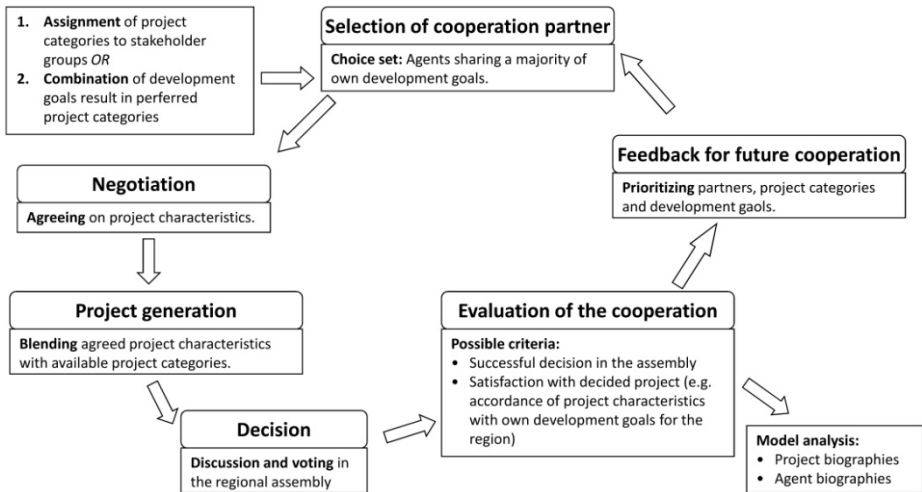 1. Assignment of project
categories to stakeholder
groups OR
2. Combination of development
goals result in perferred
project categories
Selection of cooperation partner
Choice set: Agents sharing a majority of
own development goals.
Negotiation
Agreeing on project characteristics.
Project generation
Blending agreed project characteristics
with available project categories.
Decision
Discussion and voting in
the regional assembly
Evaluation of the cooperation
Possible criteria:
• Successful decision in the assembly
• Satisfaction with decided project (e.g.
accordance of project characteristics
with own development goals for the
region)
Feedback for future cooperation
Prioritizing partners, project categories
and development gaols.
Model analysis:
• Project biographies
• Agent biographies